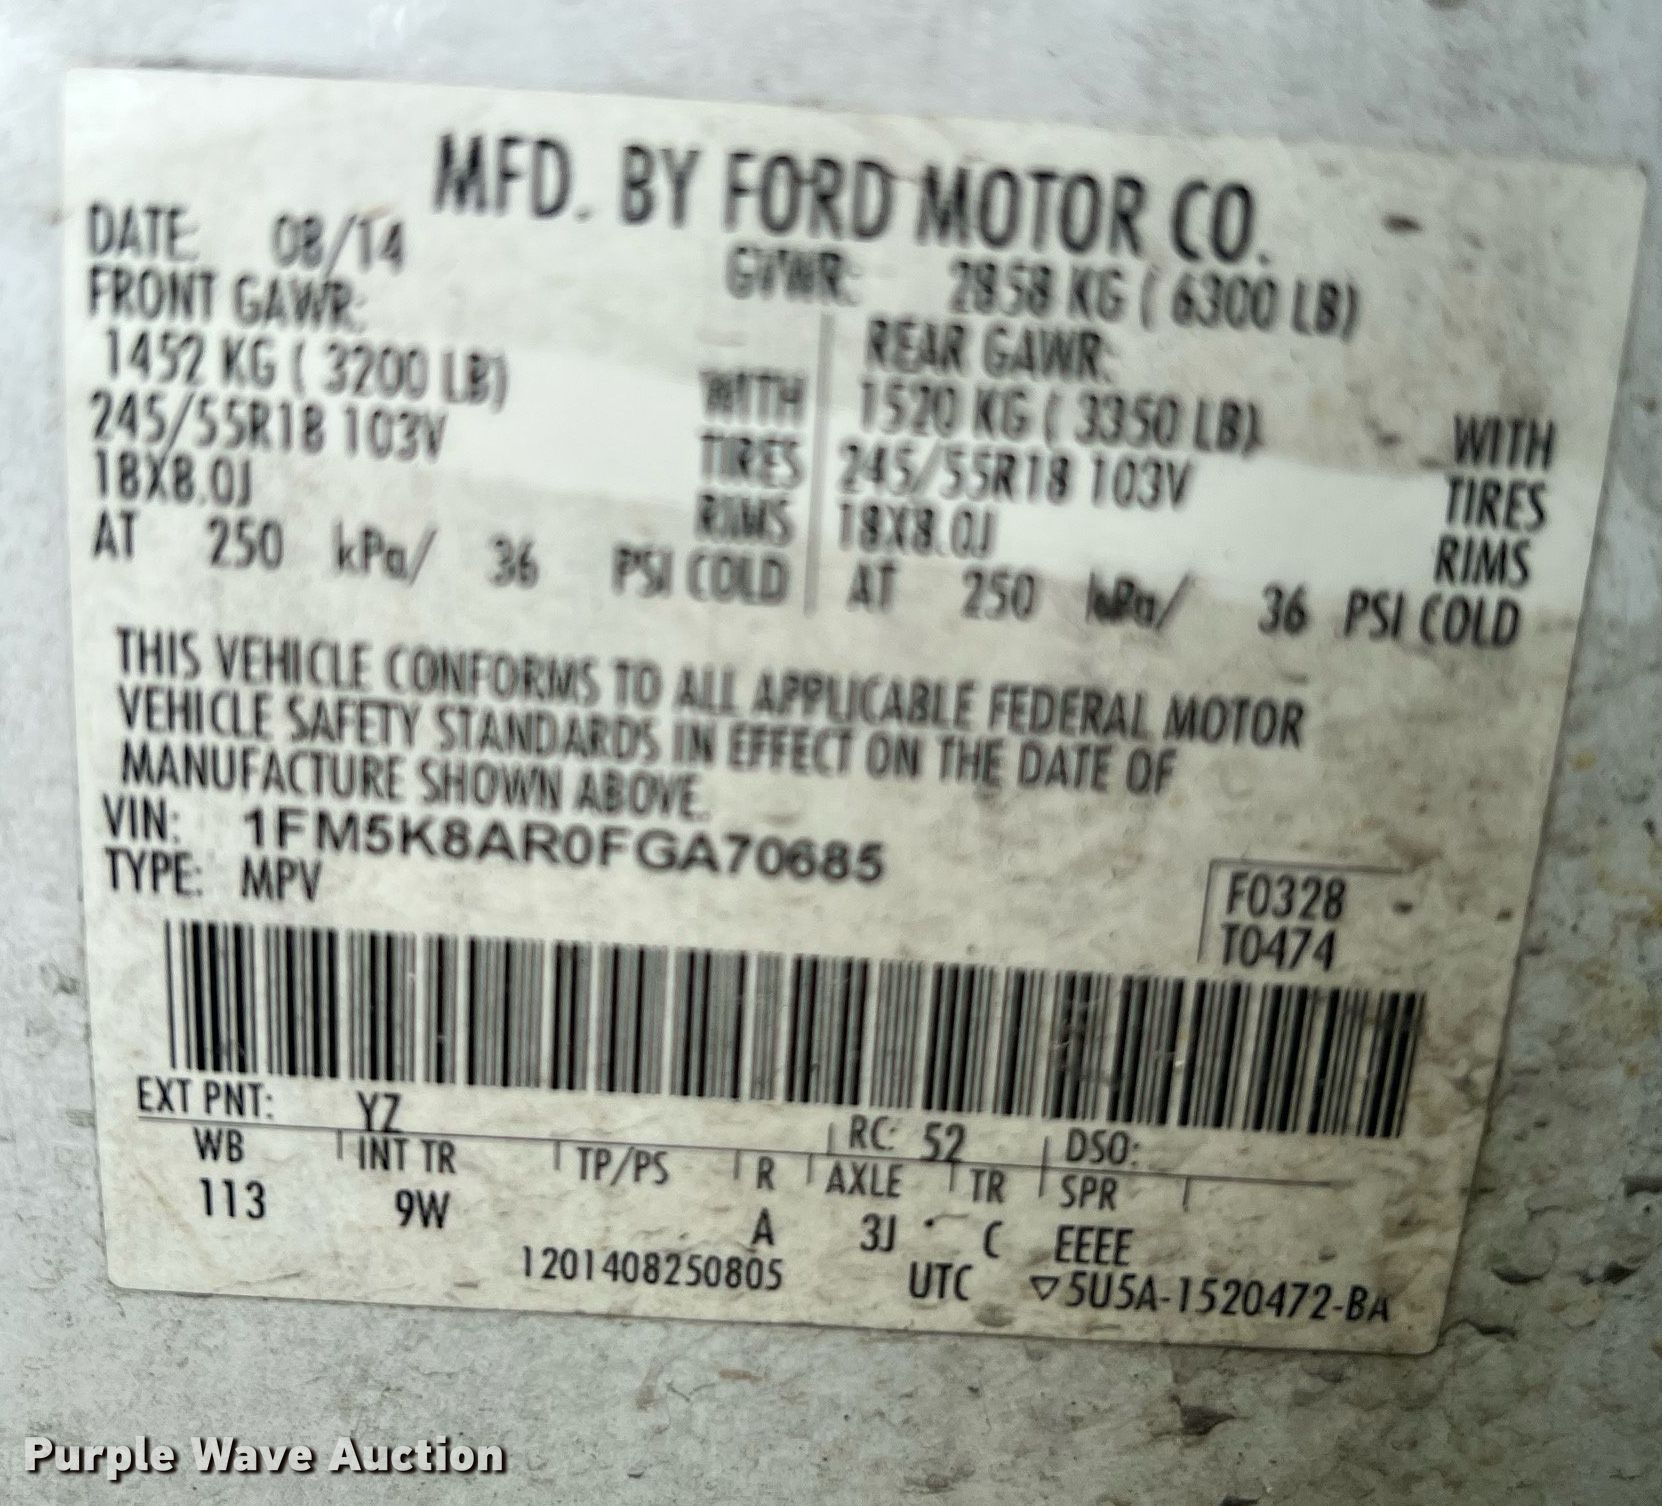 MFD. BY FORD MOTOR CO.
DATE: 08/14 GVWR: 2858 KG ( 6300 LB)
FRONT GAWR: REAR GAWR:
1452 KG ( 3200 LB) WITH 1520 KG ( 3350 LB) WITH
245/55R18 103V TIRES 245/55R18 103V TIRES
18X8.0J RIMS 18X8.0J RIMS
AT 250 kPa/ 36 PSI COLD AT 250 kPa/ 36 PSI COLD
THIS VEHICLE CONFORMS TO ALL APPLICABLE FEDERAL MOTOR
VEHICLE SAFETY STANDARDS IN EFFECT ON THE DATE OF
MANUFACTURE SHOWN ABOVE.
VIN: 1FM5K8AR0FGA70685
TYPE: MPV
F0328
T0474
EXT PNT: YZ RC: 52 DSO:
WB INT TR TP/PS R AXLE TR SPR
113 9W A 3J C EEEE
1201408250805 UTC ▽5U5A-1520472-BA
Purple Wave Auction